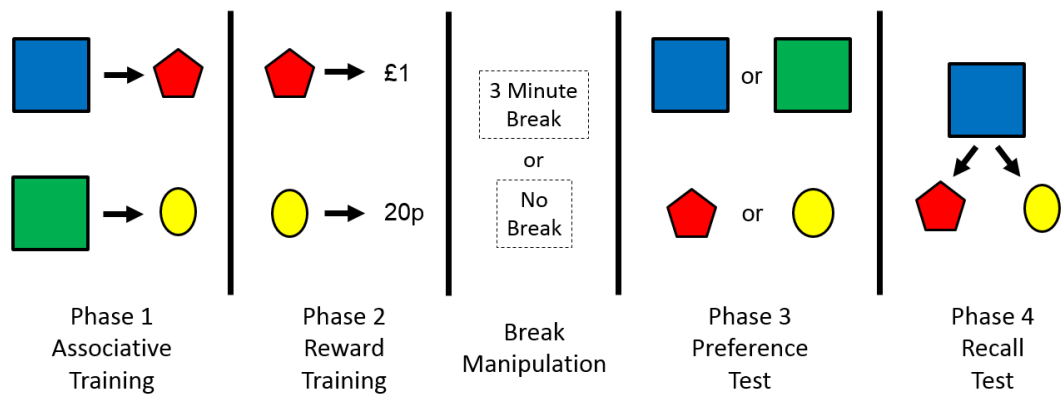 £1
20p
3 Minute
Break
or
No
Break
or
or
Phase 1
Associative
Training
Phase 2
Reward
Training
Break
Manipulation
Phase 3
Preference
Test
Phase 4
Recall
Test